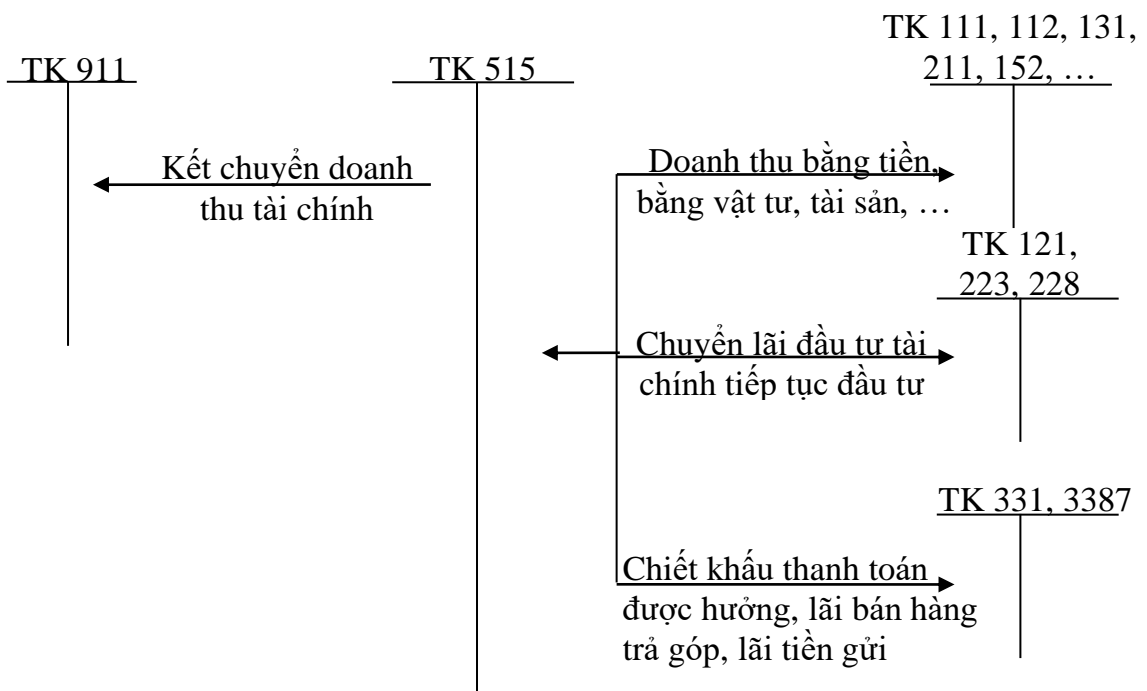 TK 911
TK 515
TK 111, 112, 131,
211, 152, …
Kết chuyển doanh
thu tài chính
Doanh thu bằng tiền,
bằng vật tư, tài sản, …
TK 121,
223, 228
Chuyển lãi đầu tư tài
chính tiếp tục đầu tư
TK 331, 3387
Chiết khấu thanh toán
được hưởng, lãi bán hàng
trả góp, lãi tiền gửi